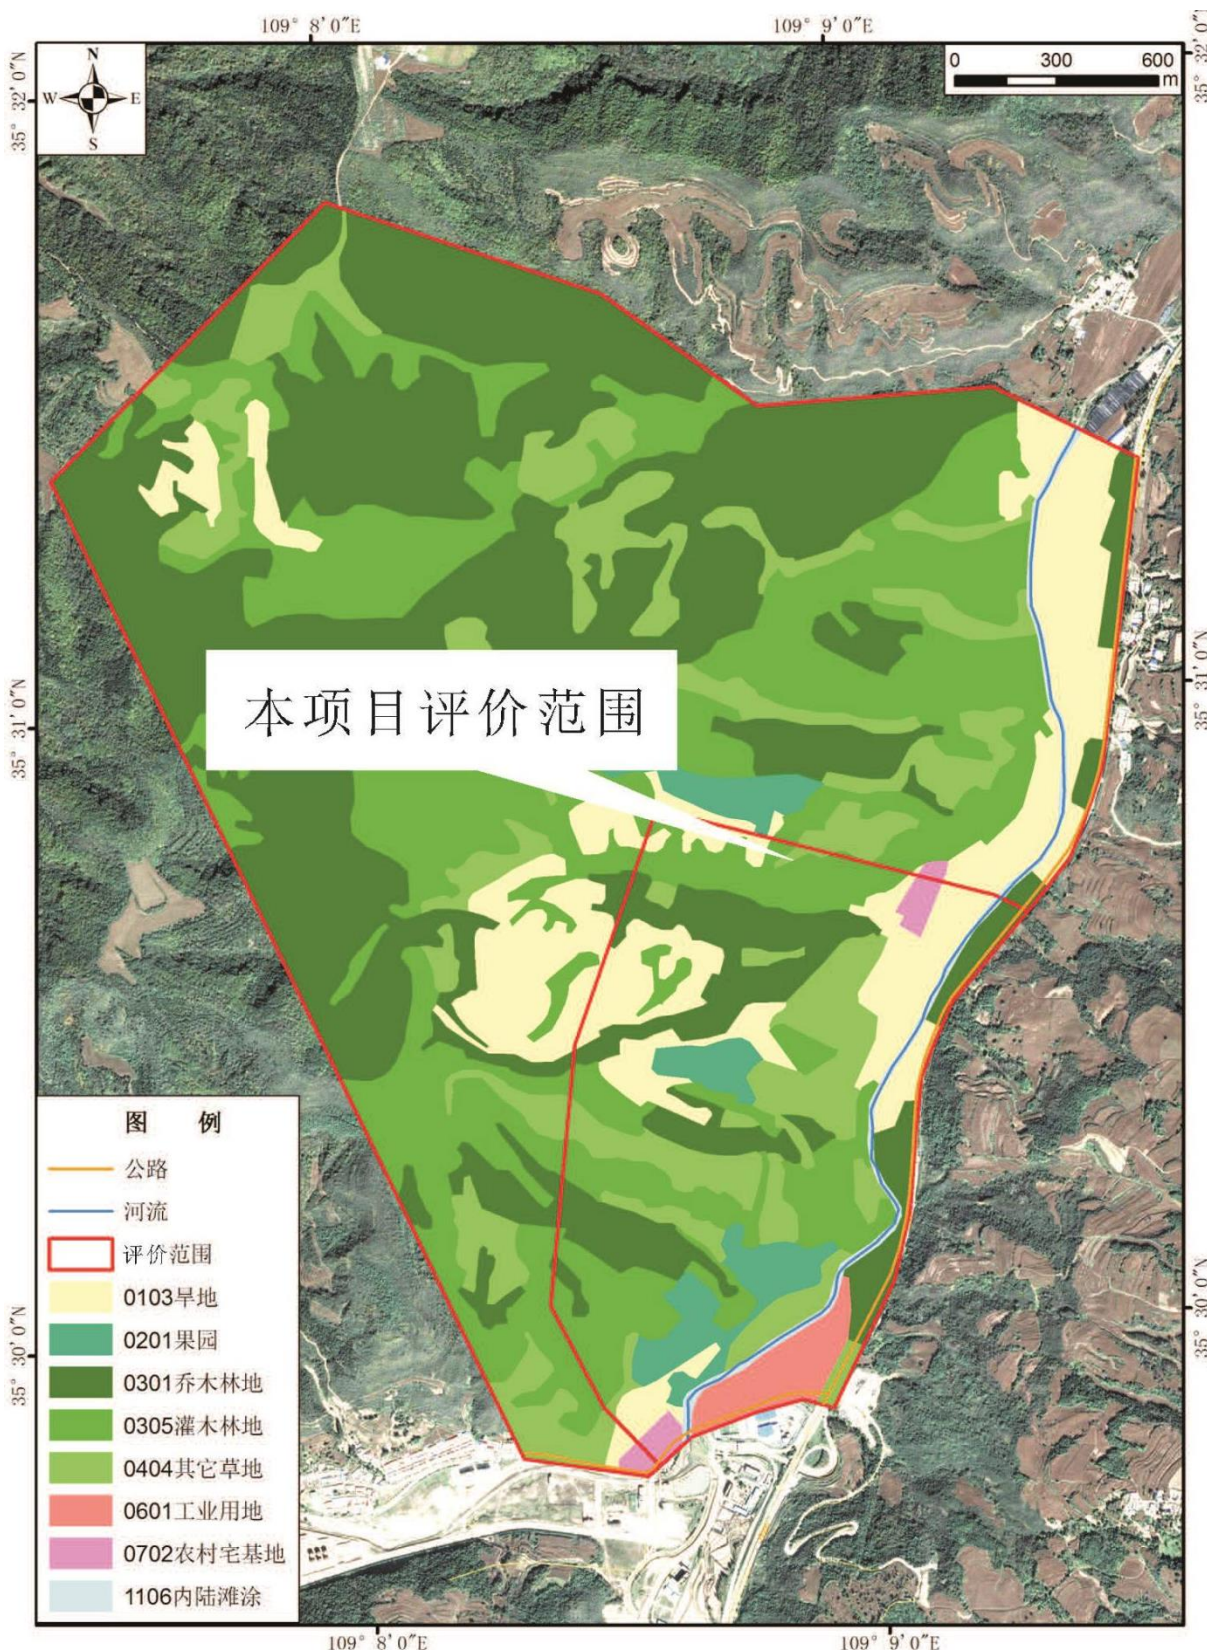 109° 8′0″E
109° 9′0″E
N
W
E
S
0
300
600
m
35° 32′0″N
35° 32′0″N
35° 31′0″N
35° 31′0″N
本项目评价范围
35° 30′0″N
35° 30′0″N
图 例
公路
河流
评价范围
0103旱地
0201果园
0301乔木林地
0305灌木林地
0404其它草地
0601工业用地
0702农村宅基地
1106内陆滩涂
109° 8′0″E
109° 9′0″E